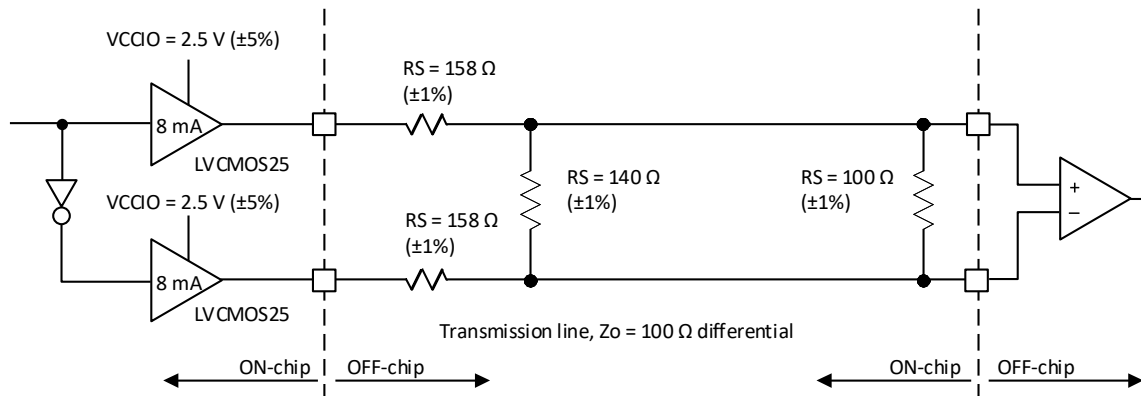 VCCIO = 2.5 V (±5%)
8 mA
LVCMOS25
RS = 158 Ω
(±1%)
RS = 140 Ω
(±1%)
RS = 100 Ω
(±1%)
+
−
VCCIO = 2.5 V (±5%)
8 mA
LVCMOS25
RS = 158 Ω
(±1%)
Transmission line, Zo = 100 Ω differential
ON-chip
OFF-chip
ON-chip
OFF-chip